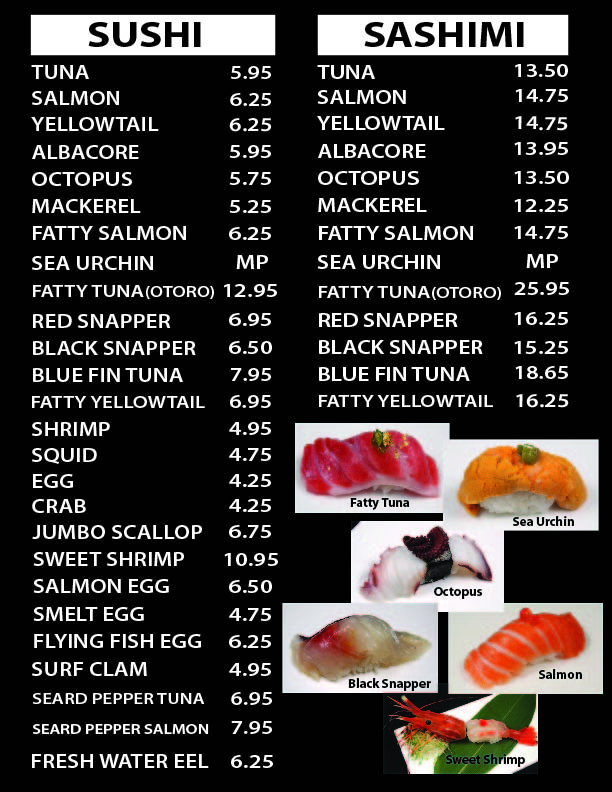 SUSHI
TUNA 5.95
SALMON 6.25
YELLOWTAIL 6.25
ALBACORE 5.95
OCTOPUS 5.75
MACKEREL 5.25
FATTY SALMON 6.25
SEA URCHIN MP
FATTY TUNA(OTORO) 12.95
RED SNAPPER 6.95
BLACK SNAPPER 6.50
BLUE FIN TUNA 7.95
FATTY YELLOWTAIL 6.95
SHRIMP 4.95
SQUID 4.75
EGG 4.25
CRAB 4.25
JUMBO SCALLOP 6.75
SWEET SHRIMP 10.95
SALMON EGG 6.50
SMELT EGG 4.75
FLYING FISH EGG 6.25
SURF CLAM 4.95
SEARD PEPPER TUNA 6.95
SEARD PEPPER SALMON 7.95
FRESH WATER EEL 6.25
SASHIMI
TUNA 13.50
SALMON 14.75
YELLOWTAIL 14.75
ALBACORE 13.95
OCTOPUS 13.50
MACKEREL 12.25
FATTY SALMON 14.75
SEA URCHIN MP
FATTY TUNA(OTORO) 25.95
RED SNAPPER 16.25
BLACK SNAPPER 15.25
BLUE FIN TUNA 18.65
FATTY YELLOWTAIL 16.25
Fatty Tuna
Sea Urchin
Octopus
Black Snapper
Salmon
Sweet Shrimp